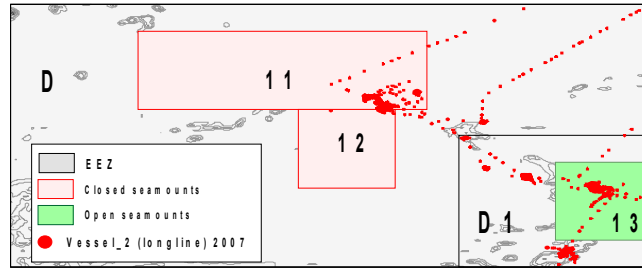 11
D
12
EEZ
Closed seamounts
Open seamounts
Vessel_2 (longline) 2007
D1
13